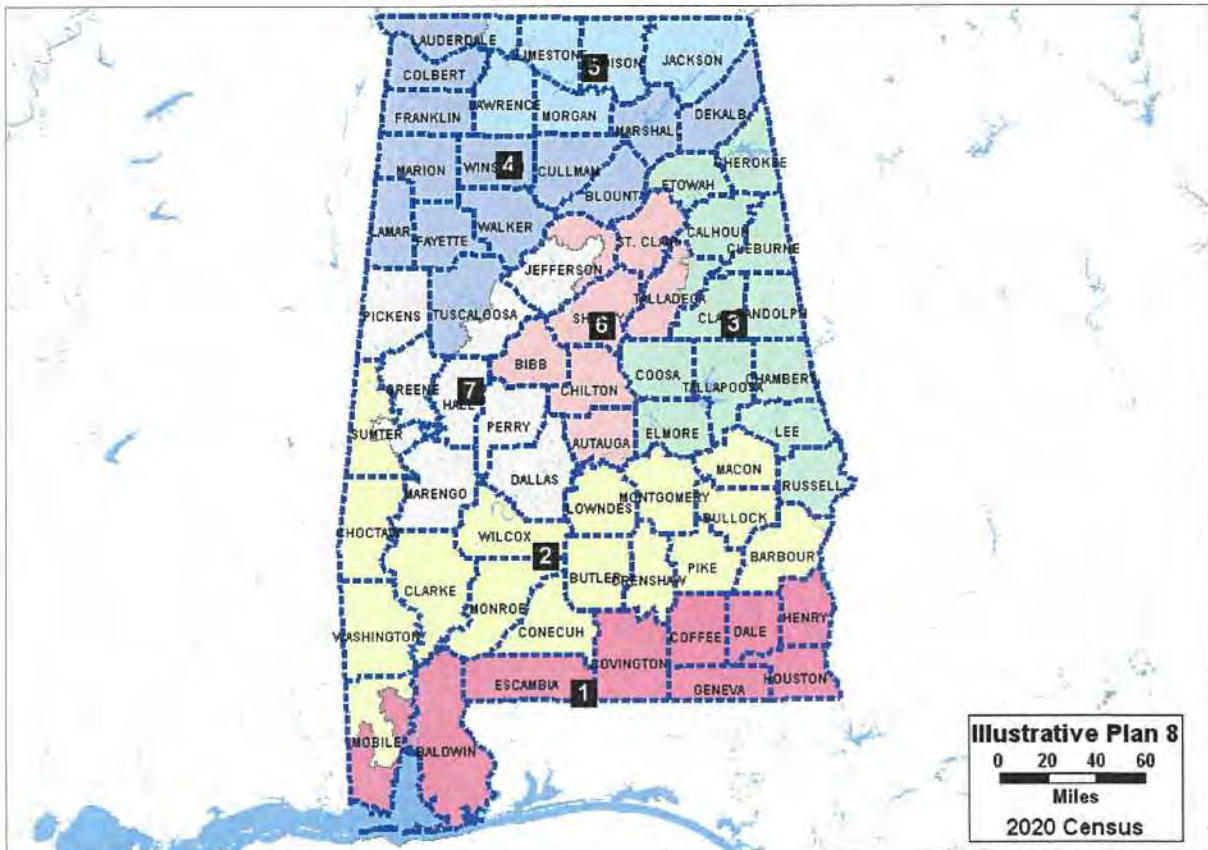 LAUDERDALE
LIMESTONE
5
JACKSON
COLBERT
LAWRENCE
MORGAN
FRANKLIN
MARSHALL
DEKALB
CHEROKEE
MARION
4
CULLMAN
BLOUNT
ETOWAH
LAMAR
FAYETTE
WALKER
ST. CLAIR
CALHOUN
CLEBURNE
JEFFERSON
PICKENS
TUSCALOOSA
TALLADEGA
6
3
RANDOLPH
BIBB
COOSA
TALLAPOOSA
CHAMBERS
CHILTON
GREENE
7
HALE
PERRY
SUMTER
AUTAUGA
ELMORE
LEE
MACON
DALLAS
MARENGO
LOWNDES
MONTGOMERY
RUSSELL
BULLOCK
CHOCTAW
WILCOX
2
BUTLER
CRENSHAW
PIKE
BARBOUR
CLARKE
MONROE
WASHINGTON
CONECUH
COFFEE
DALE
HENRY
COVINGTON
ESCAMBIA
1
GENEVA
HOUSTON
MOBILE
BALDWIN
Illustrative Plan 8
0 20 40 60
Miles
2020 Census